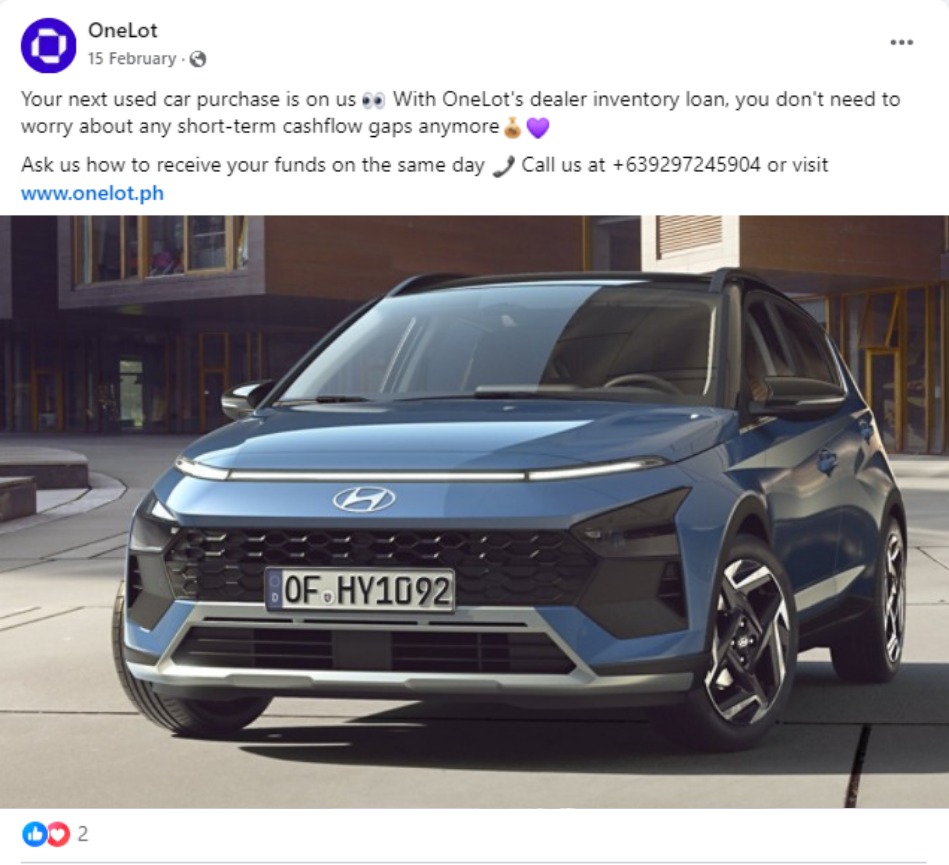 OneLot
15 February ·
Your next used car purchase is on us 👀 With OneLot's dealer inventory loan, you don't need to
worry about any short-term cashflow gaps anymore💰💜
Ask us how to receive your funds on the same day 📞 Call us at +639297245904 or visit
www.onelot.ph
D OF HY1092
2